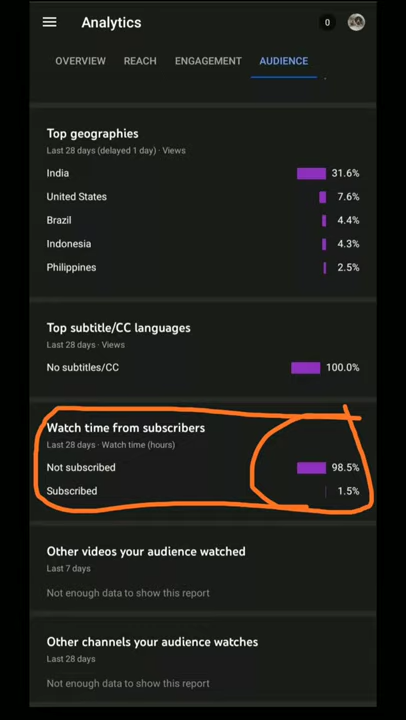 Analytics
0
OVERVIEW REACH ENGAGEMENT AUDIENCE
Top geographies
Last 28 days (delayed 1 day) · Views
India 31.6%
United States 7.6%
Brazil 4.4%
Indonesia 4.3%
Philippines 2.5%
Top subtitle/CC languages
Last 28 days · Views
No subtitles/CC 100.0%
Watch time from subscribers
Last 28 days · Watch time (hours)
Not subscribed 98.5%
Subscribed 1.5%
Other videos your audience watched
Last 7 days
Not enough data to show this report
Other channels your audience watches
Last 28 days
Not enough data to show this report